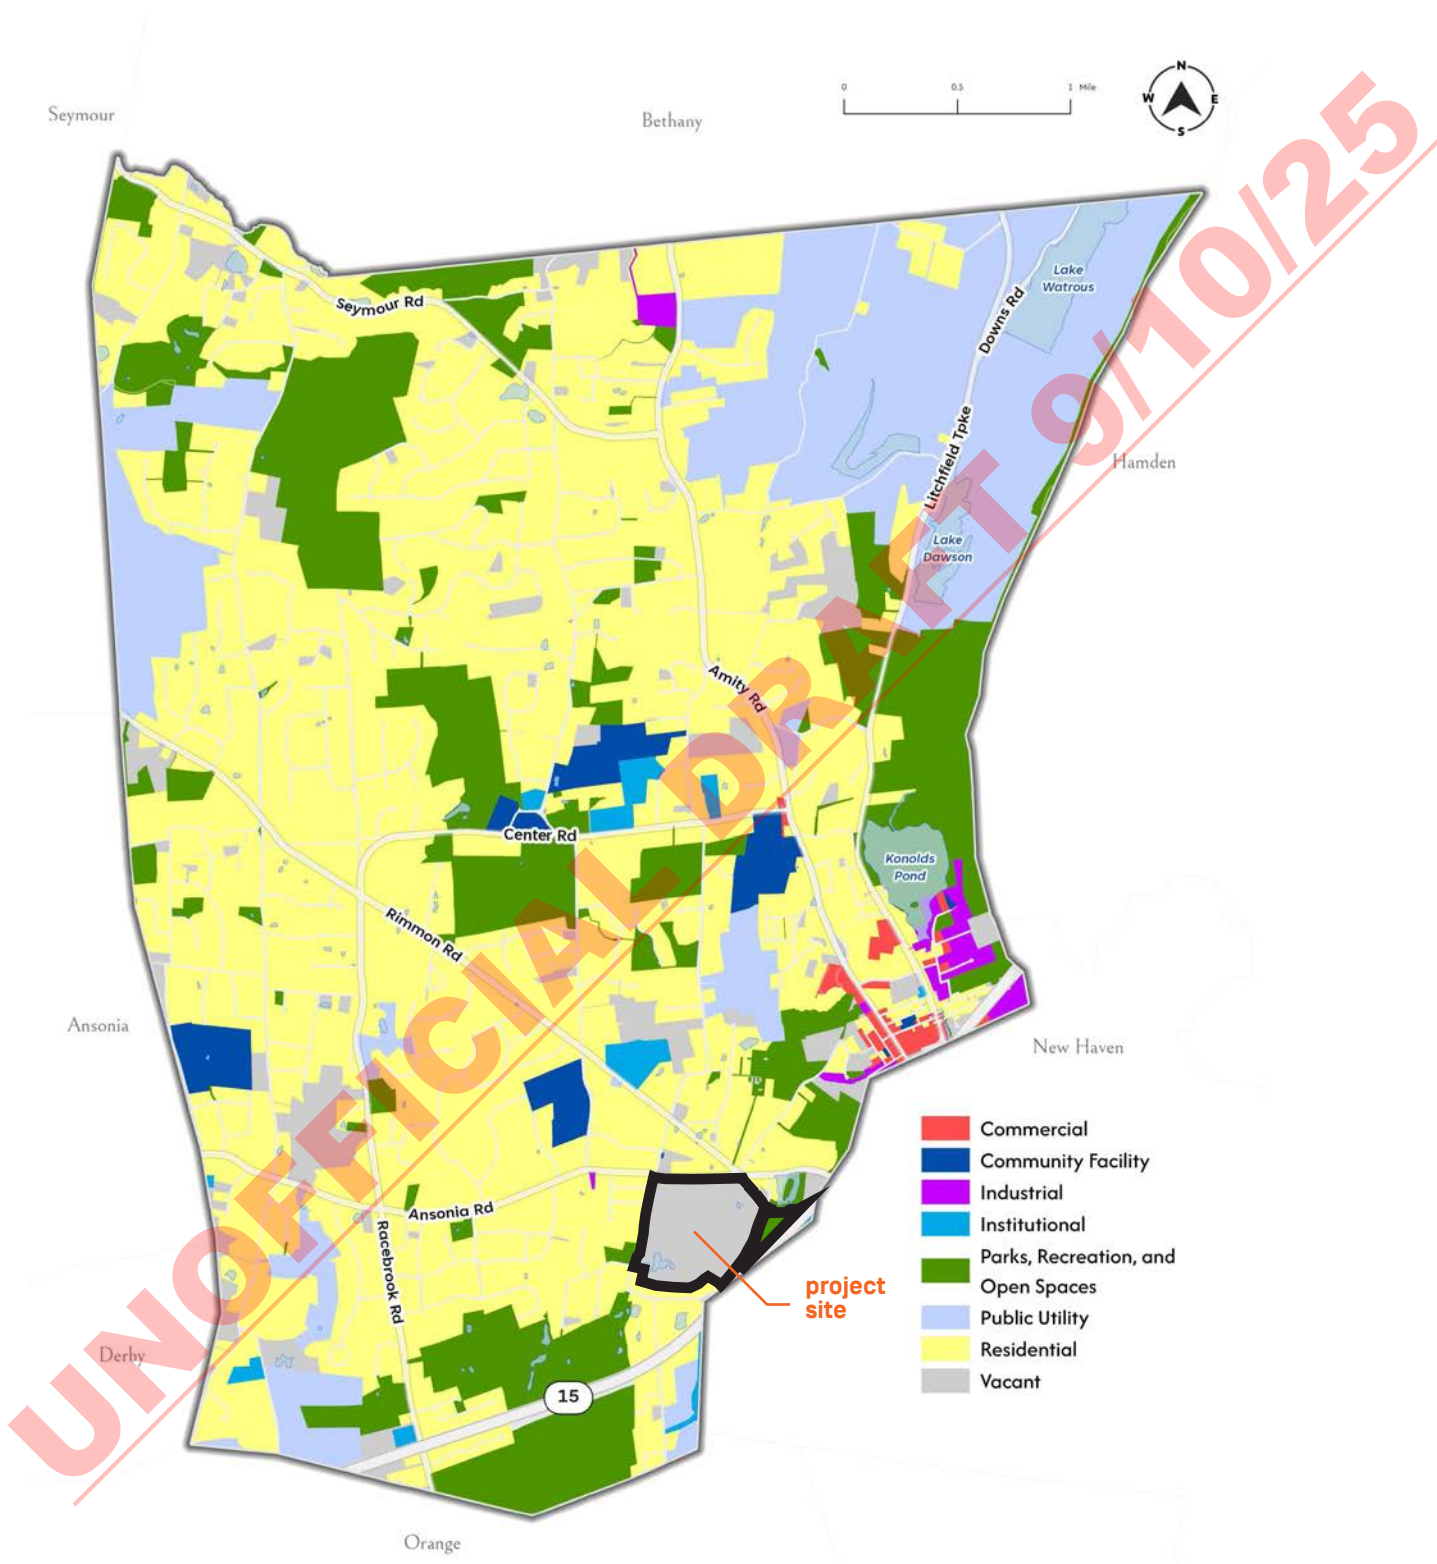 N
W
E
S
0
0.5
1 Mile
Seymour
Bethany
Lake
Watrous
Seymour Rd
Downs Rd
Litchfield Tpke
Hamden
Lake
Dawson
Amity Rd
Center Rd
Konolds
Pond
Rimmon Rd
Ansonia
New Haven
Ansonia Rd
Racebrook Rd
project
site
Derby
15
Orange
Commercial
Community Facility
Industrial
Institutional
Parks, Recreation, and
Open Spaces
Public Utility
Residential
Vacant
UNOFFICIAL DRAFT 9/10/25